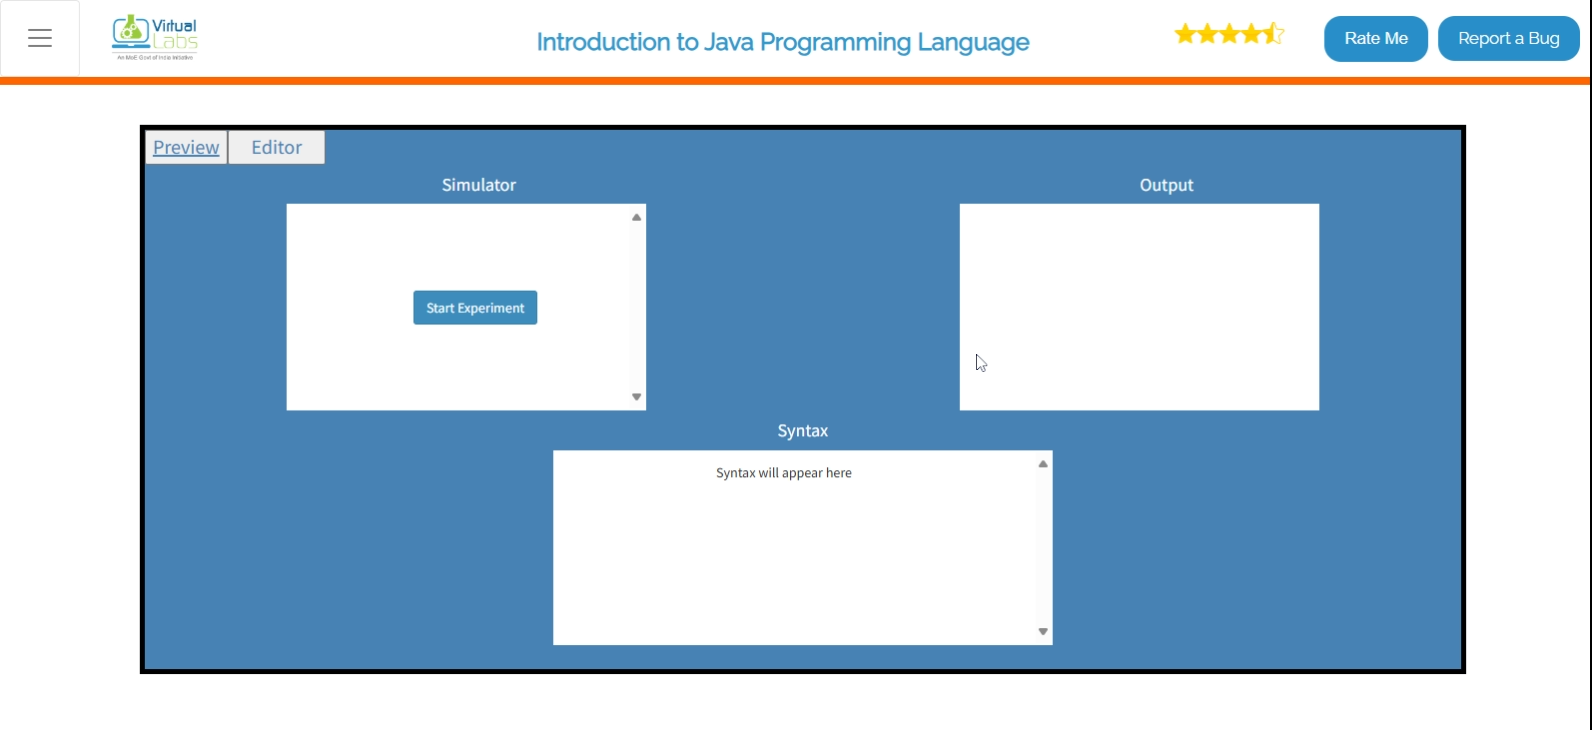 Virtual
Labs
An MoE Govt of India Initiative
Introduction to Java Programming Language
Rate Me
Report a Bug
Preview
Editor
Simulator
Output
Start Experiment
Syntax
Syntax will appear here